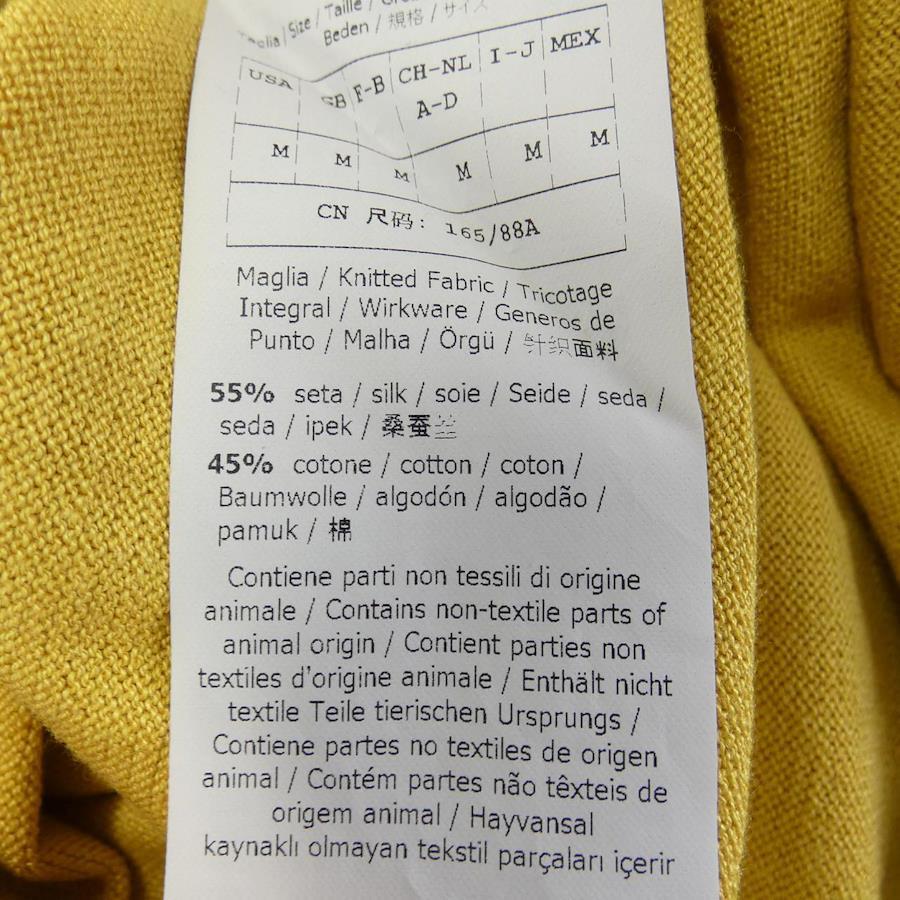 Size / Taille /
Beden / 規格 / サイズ
USA GB F-B CH-NL I-J MEX
A-D
M M M M M M
CN 尺码: 165/88A
Maglia / Knitted Fabric / Tricotage
Integral / Wirkware / Generos de
Punto / Malha / Örgü / 针织面料
55% seta / silk / soie / Seide / seda /
seda / ipek / 桑蚕丝
45% cotone / cotton / coton /
Baumwolle / algodón / algodão /
pamuk / 棉
Contiene parti non tessili di origine
animale / Contains non-textile parts of
animal origin / Contient parties non
textiles d'origine animale / Enthält nicht
textile Teile tierischen Ursprungs /
Contiene partes no textiles de origen
animal / Contém partes não têxteis de
origem animal / Hayvansal
kaynaklı olmayan tekstil parçaları içerir